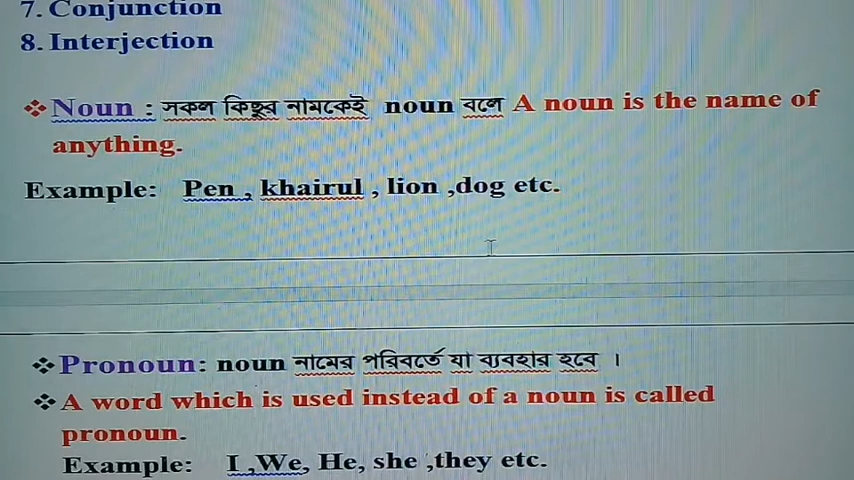 7. Conjunction
8. Interjection
❖ Noun : সকল কিছুর নামকেই noun বলে A noun is the name of
anything.
Example: Pen , khairul , lion ,dog etc.
❖ Pronoun: noun নামের পরিবর্তে যা ব্যবহার হবে ।
❖ A word which is used instead of a noun is called
pronoun.
Example: I ,We, He, she ,they etc.